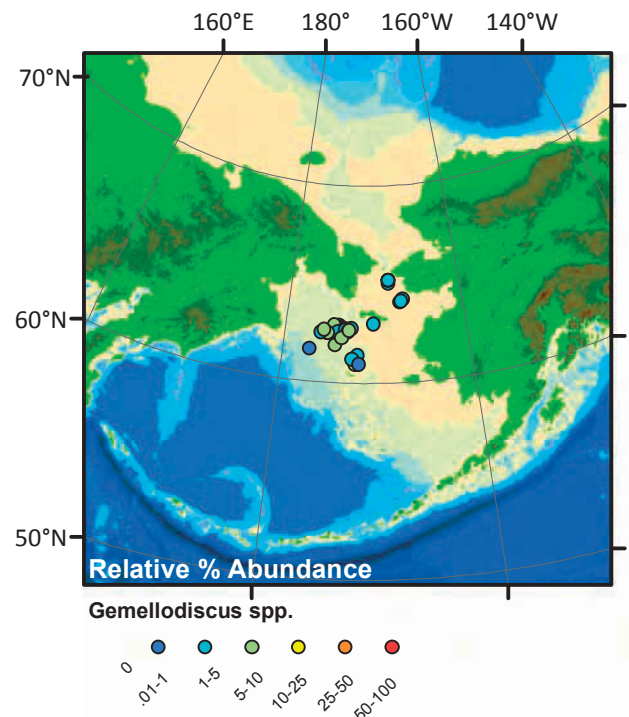 160°E 180° 160°W 140°W
70°N
60°N
50°N
Relative % Abundance
Gemellodiscus spp.
0 .01-1 1-5 5-10 10-25 25-50 50-100